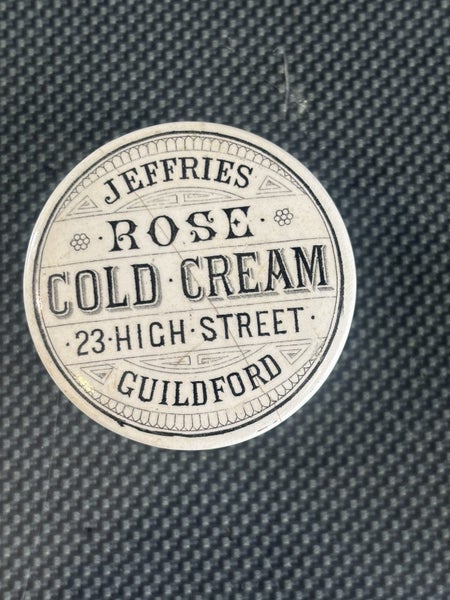 JEFFRIES
·ROSE·
COLD·CREAM
·23·HIGH·STREET·
GUILDFORD